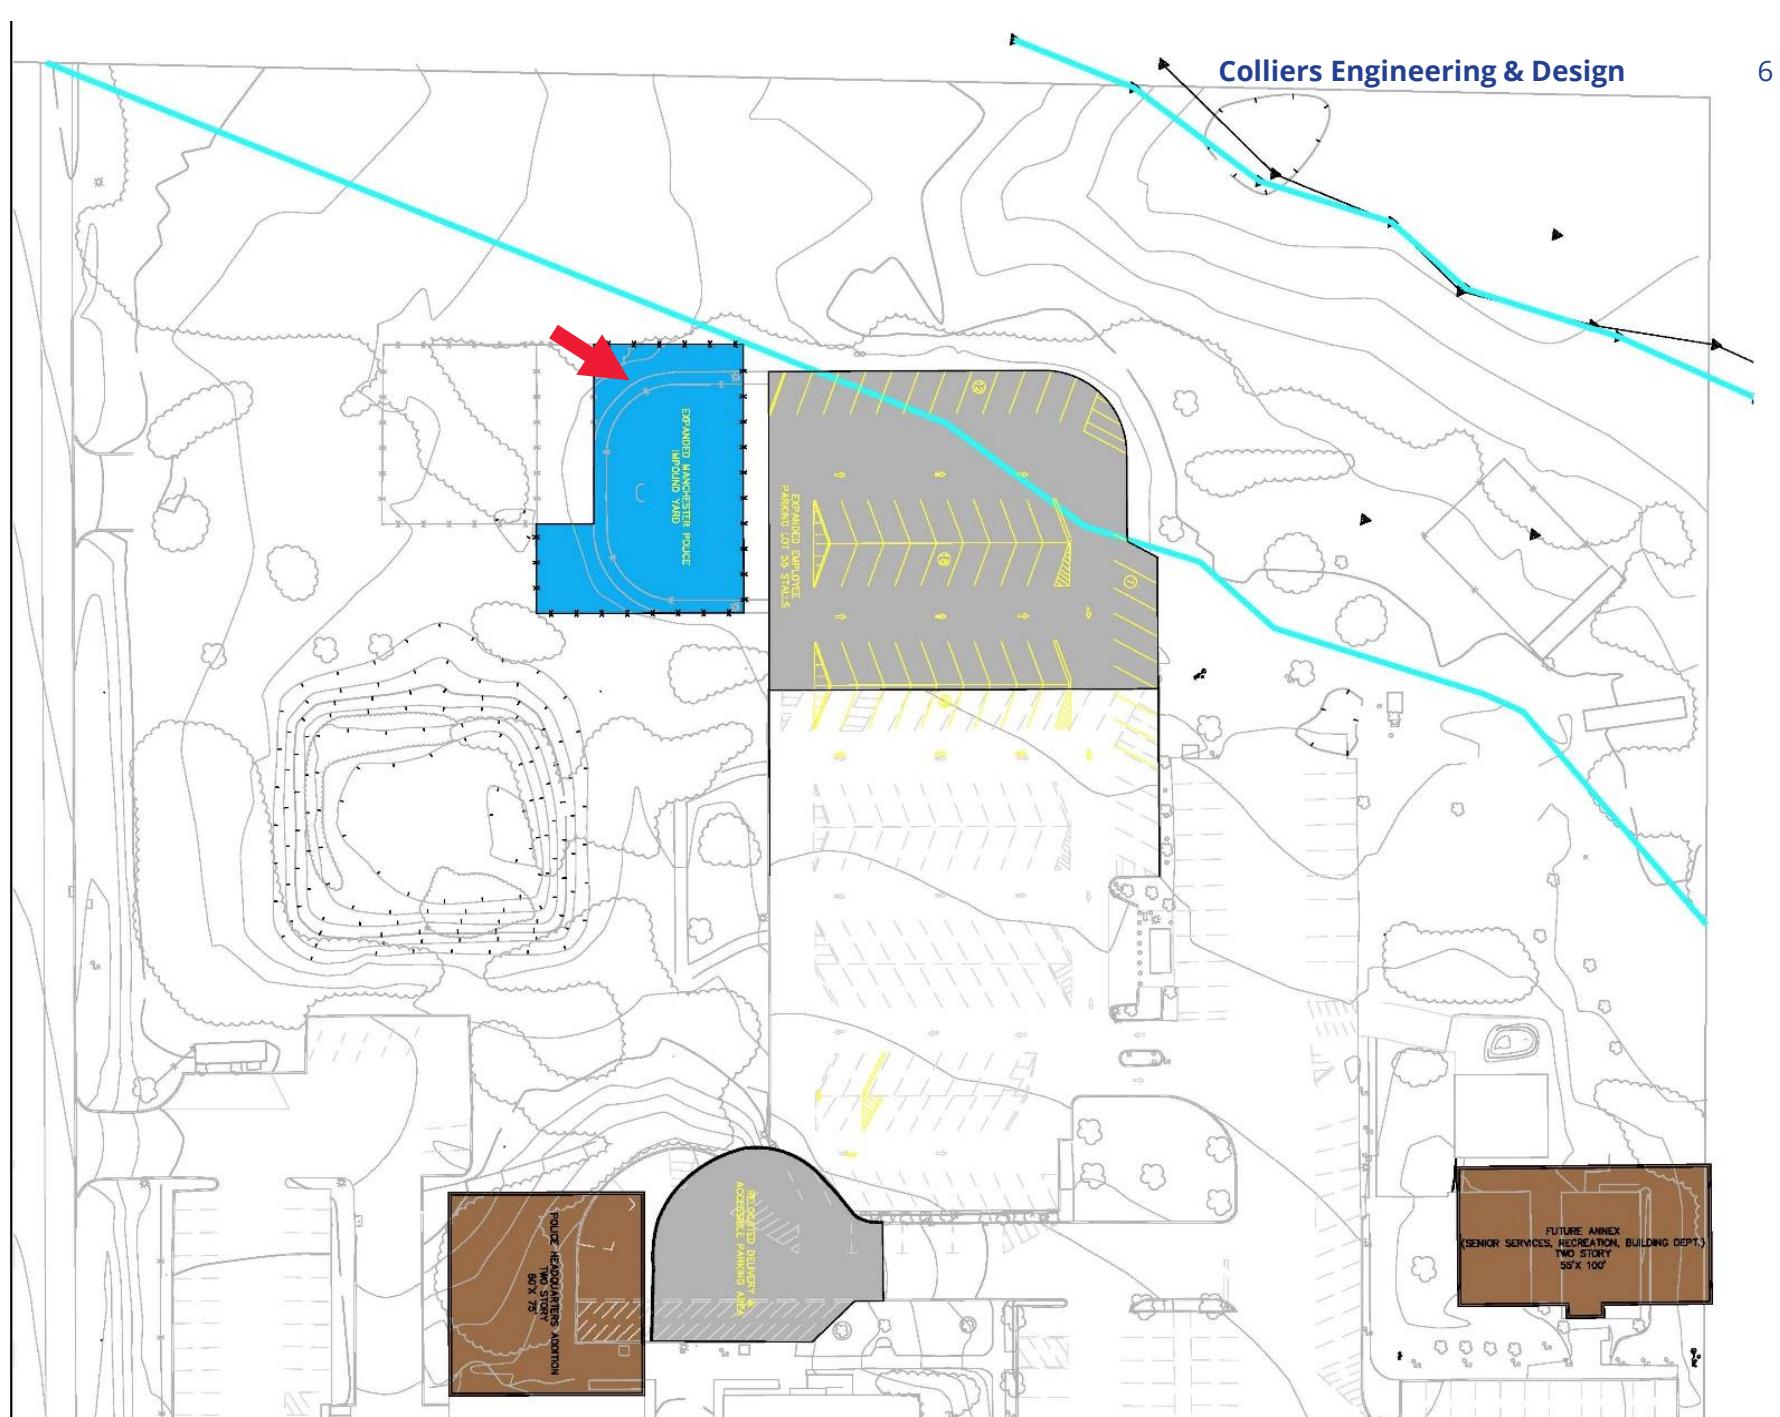 Colliers Engineering & Design
6
EXPANDED MANCHESTER POLICE
IMPOUND YARD
12
EXPANDED EMPLOYEE
PARKING LOT 55 STALLS
18
POLICE HEADQUARTERS ADDITION
TWO STORY
60'X 75'
RELOCATED DELIVERY &
ACCESSIBLE PARKING AREA
FUTURE ANNEX
(SENIOR SERVICES, RECREATION, BUILDING DEPT.)
TWO STORY
55'X 100'